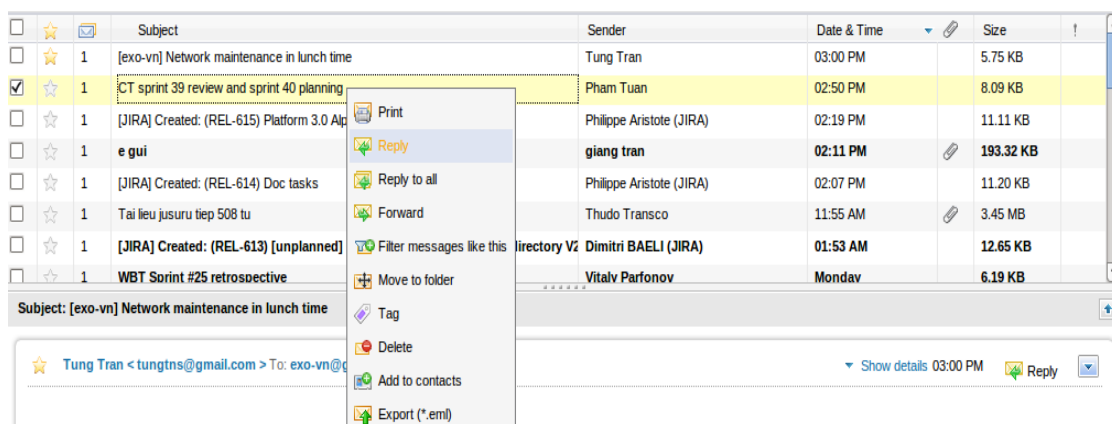 Subject Sender Date & Time Size !
1 [exo-vn] Network maintenance in lunch time Tung Tran 03:00 PM 5.75 KB
1 CT sprint 39 review and sprint 40 planning Pham Tuan 02:50 PM 8.09 KB
Print
1 [JIRA] Created: (REL-615) Platform 3.0 Alp Philippe Aristote (JIRA) 02:19 PM 11.11 KB
Reply
1 e gui giang tran 02:11 PM 193.32 KB
Reply to all
1 [JIRA] Created: (REL-614) Doc tasks Philippe Aristote (JIRA) 02:07 PM 11.20 KB
Forward
1 Tai lieu jusuru tiep 508 tu Thudo Transco 11:55 AM 3.45 MB
Filter messages like this
1 [JIRA] Created: (REL-613) [unplanned] lirectory V2 Dimitri BAELI (JIRA) 01:53 AM 12.65 KB
Move to folder
1 WBT Sprint #25 retrospective Vitaly Parfonov Monday 6.19 KB
Subject: [exo-vn] Network maintenance in lunch time
Tag
Delete
Tung Tran < tungtns@gmail.com > To: exo-vn@g Show details 03:00 PM Reply
Add to contacts
Export (*.eml)